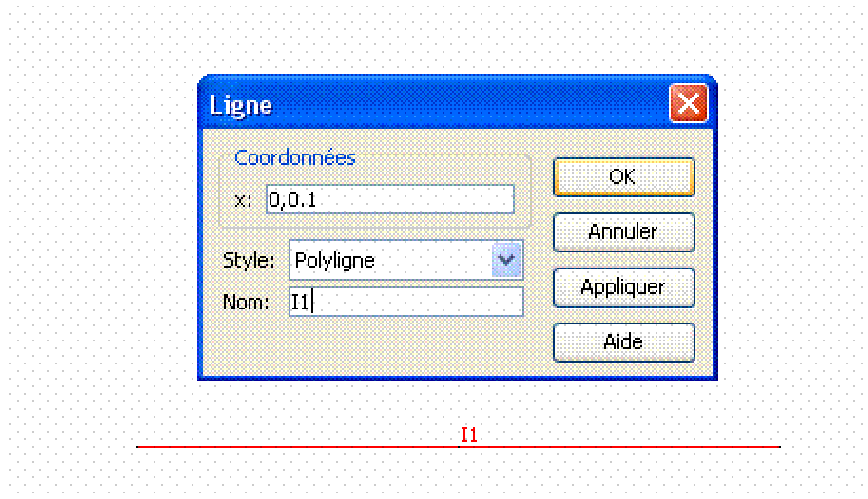 Ligne
Coordonnées
x: 0,0.1
Style: Polyligne
Nom: I1
OK
Annuler
Appliquer
Aide
I1